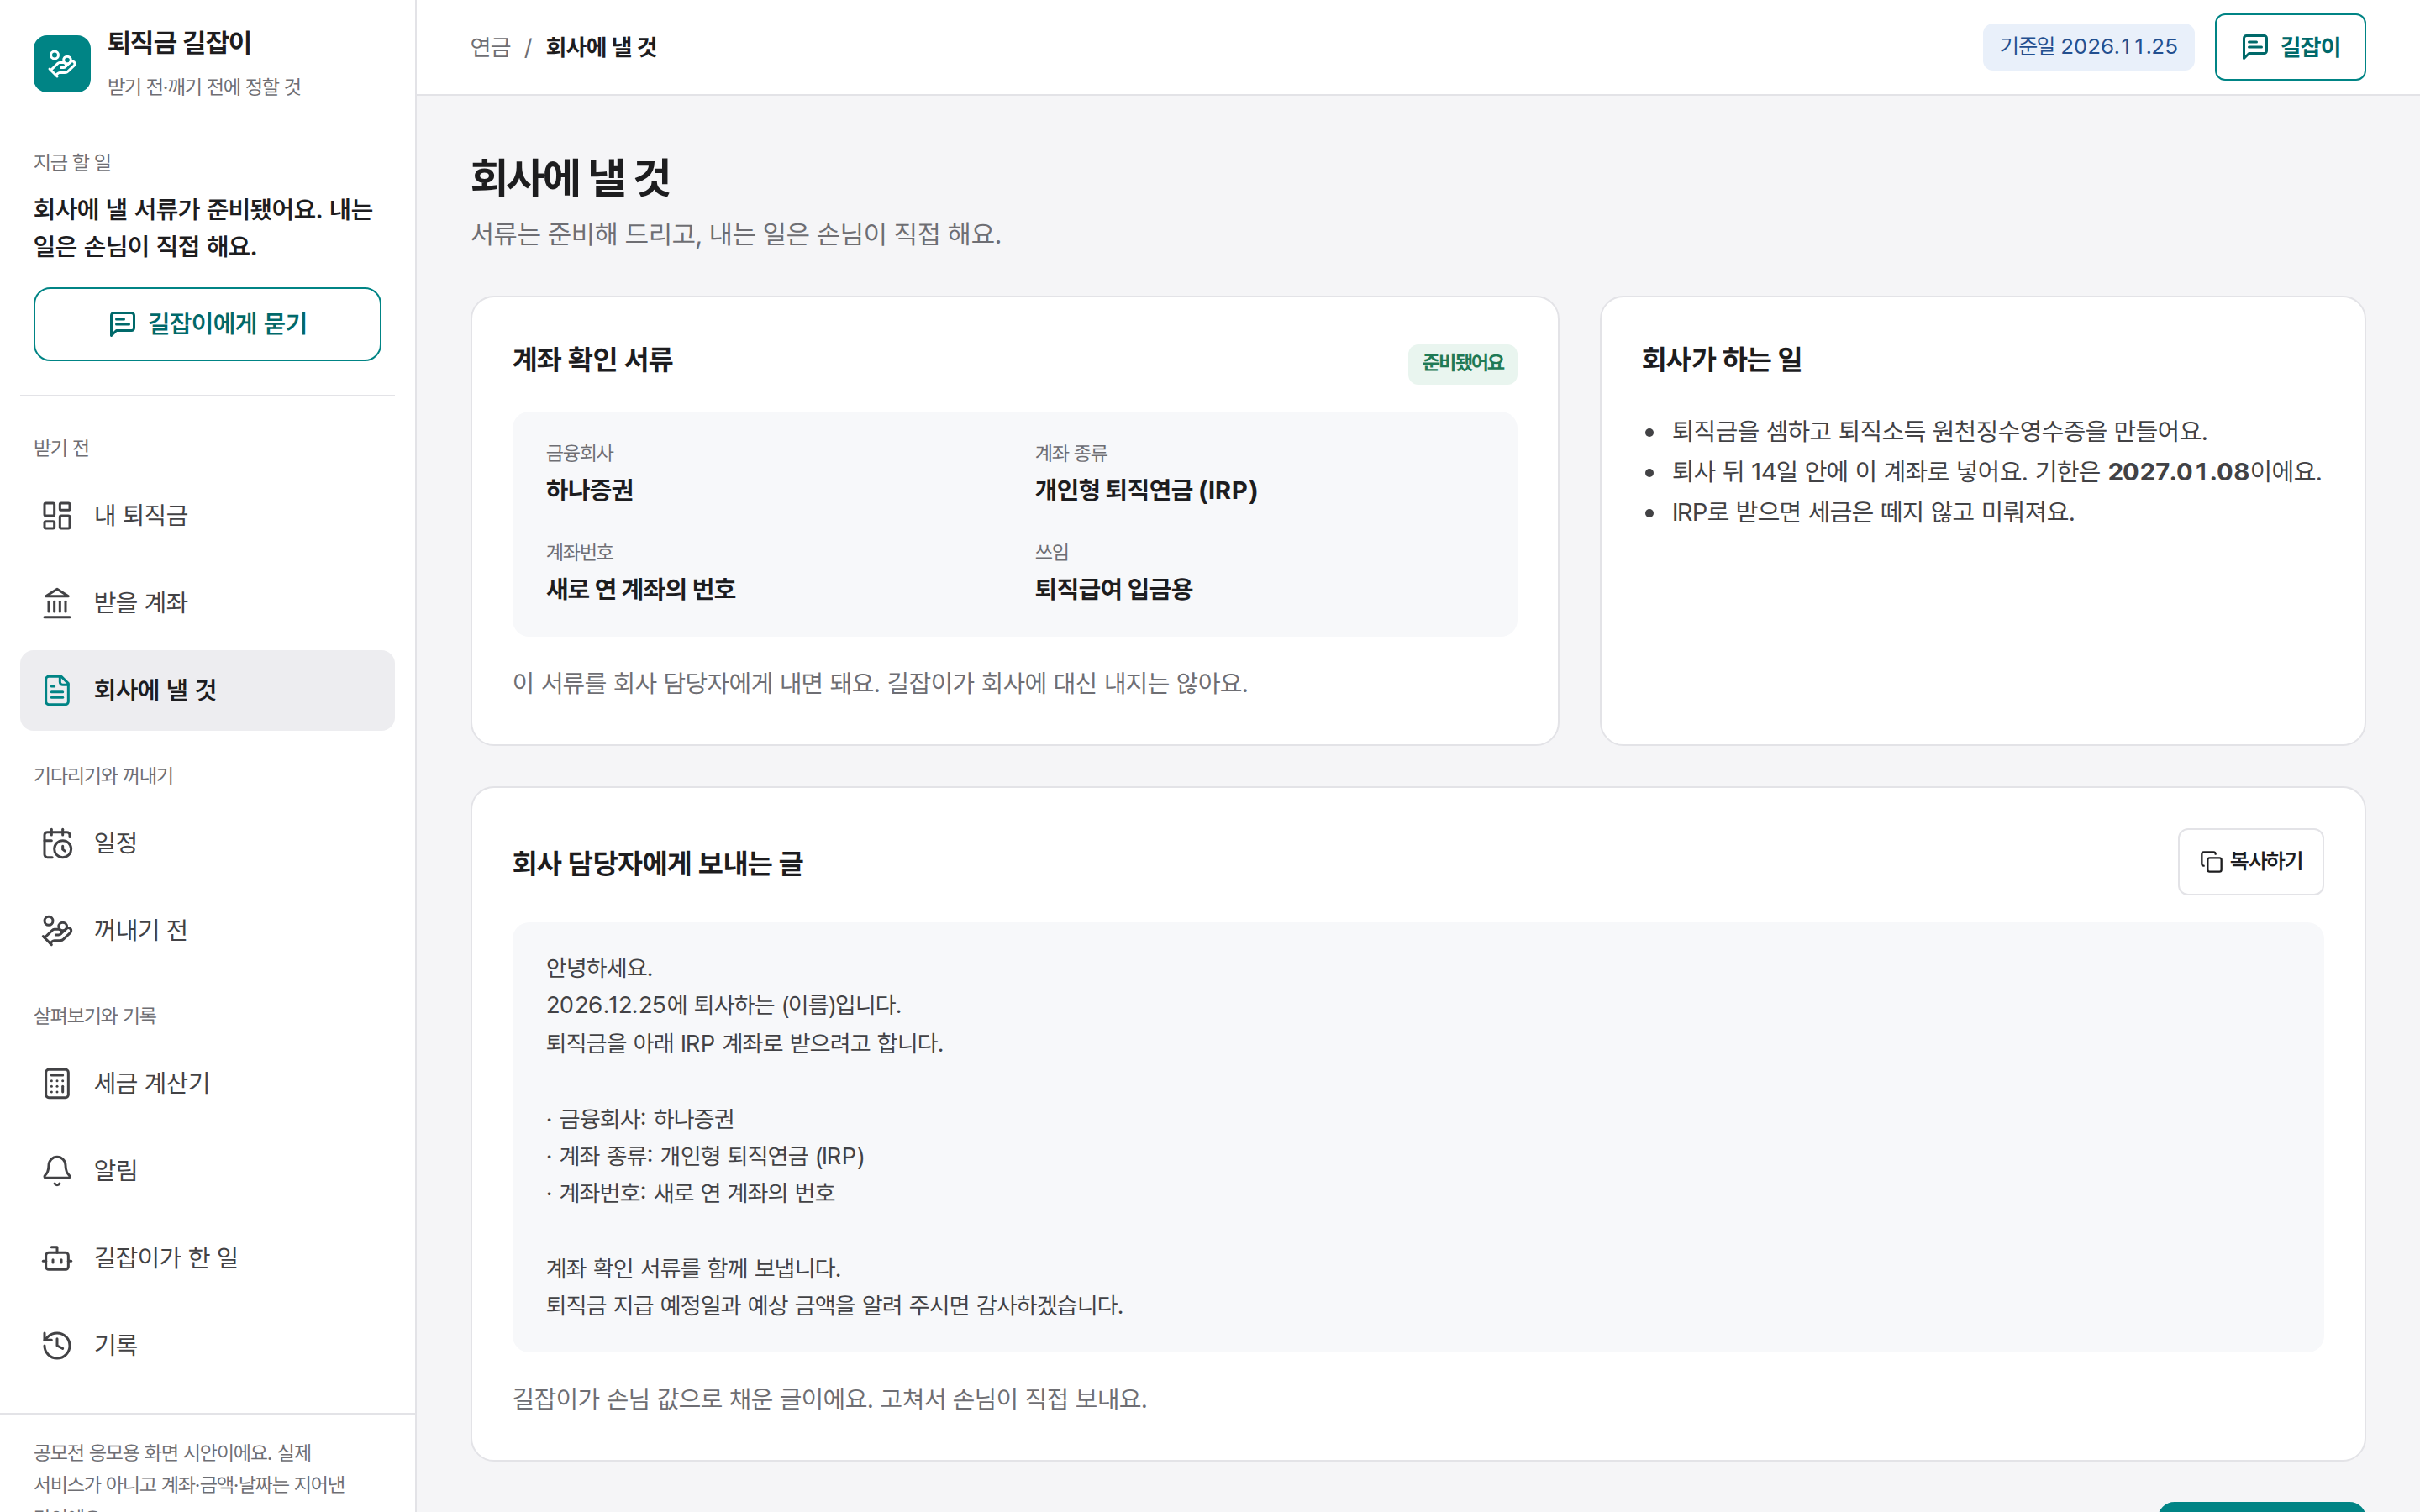 퇴직금 길잡이
받기 전·깨기 전에 정할 것
지금 할 일
회사에 낼 서류가 준비됐어요. 내는
일은 손님이 직접 해요.
길잡이에게 묻기
받기 전
내 퇴직금
받을 계좌
회사에 낼 것
기다리기와 꺼내기
일정
꺼내기 전
살펴보기와 기록
세금 계산기
알림
길잡이가 한 일
기록
공모전 응모용 화면 시안이에요. 실제
서비스가 아니고 계좌·금액·날짜는 지어낸
연금 / 회사에 낼 것
기준일 2026.11.25
길잡이
회사에 낼 것
서류는 준비해 드리고, 내는 일은 손님이 직접 해요.
계좌 확인 서류
준비됐어요
금융회사
하나증권
계좌 종류
개인형 퇴직연금 (IRP)
계좌번호
새로 연 계좌의 번호
쓰임
퇴직급여 입금용
이 서류를 회사 담당자에게 내면 돼요. 길잡이가 회사에 대신 내지는 않아요.
회사가 하는 일
• 퇴직금을 셈하고 퇴직소득 원천징수영수증을 만들어요.
• 퇴사 뒤 14일 안에 이 계좌로 넣어요. 기한은 2027.01.08이에요.
• IRP로 받으면 세금은 떼지 않고 미뤄져요.
회사 담당자에게 보내는 글
복사하기
안녕하세요.
2026.12.25에 퇴사하는 (이름)입니다.
퇴직금을 아래 IRP 계좌로 받으려고 합니다.
· 금융회사: 하나증권
· 계좌 종류: 개인형 퇴직연금 (IRP)
· 계좌번호: 새로 연 계좌의 번호
계좌 확인 서류를 함께 보냅니다.
퇴직금 지급 예정일과 예상 금액을 알려 주시면 감사하겠습니다.
길잡이가 손님 값으로 채운 글이에요. 고쳐서 손님이 직접 보내요.